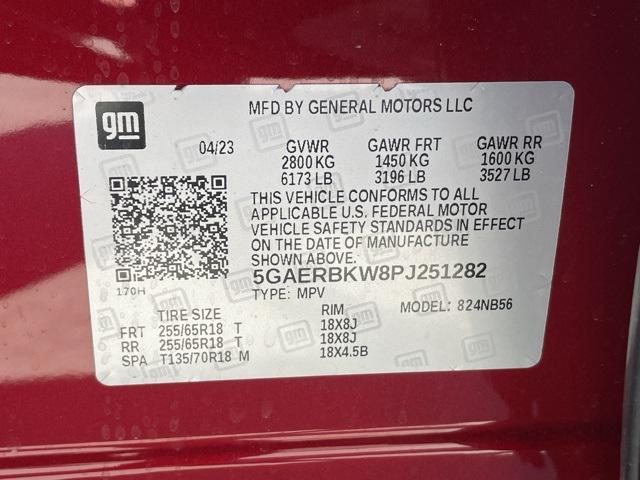 gm
MFD BY GENERAL MOTORS LLC
04/23 GVWR GAWR FRT GAWR RR
2800 KG 1450 KG 1600 KG
6173 LB 3196 LB 3527 LB
THIS VEHICLE CONFORMS TO ALL
APPLICABLE U.S. FEDERAL MOTOR
VEHICLE SAFETY STANDARDS IN EFFECT
ON THE DATE OF MANUFACTURE
SHOWN ABOVE.
170H 5GAERBKW8PJ251282
TYPE: MPV MODEL: 824NB56
TIRE SIZE RIM
FRT 255/65R18 T 18X8J
RR 255/65R18 T 18X8J
SPA T135/70R18 M 18X4.5B